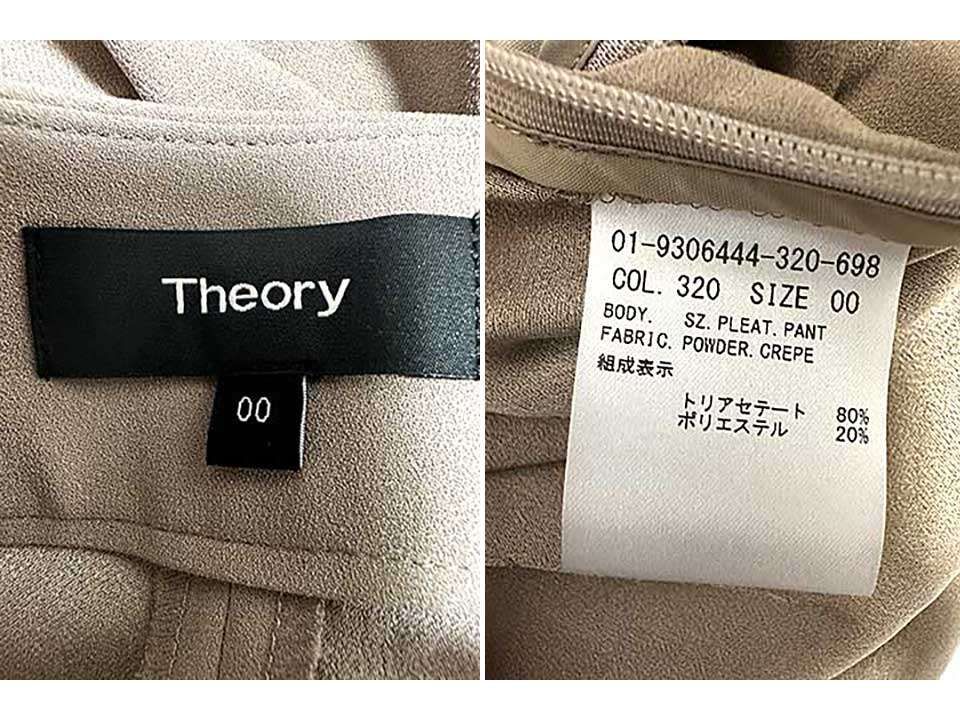 Theory
00
01-9306444-320-698
COL. 320 SIZE 00
BODY. SZ. PLEAT. PANT
FABRIC. POWDER. CREPE
組成表示
トリアセテート 80%
ポリエステル 20%